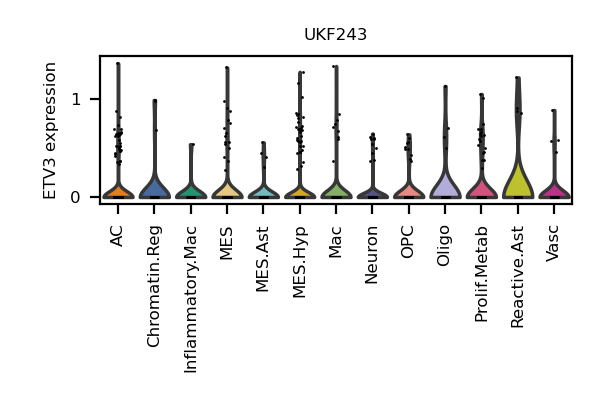 UKF243
ETV3 expression
1
0
AC
Chromatin.Reg
Inflammatory.Mac
MES
MES.Ast
MES.Hyp
Mac
Neuron
OPC
Oligo
Prolif.Metab
Reactive.Ast
Vasc